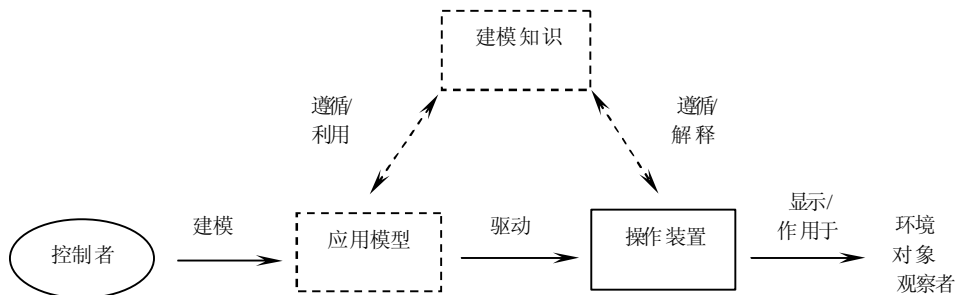 建模知识
遵循/
利用
遵循/
解释
控制者
建模
应用模型
驱动
操作装置
显示/
作用于
环境
对象
观察者